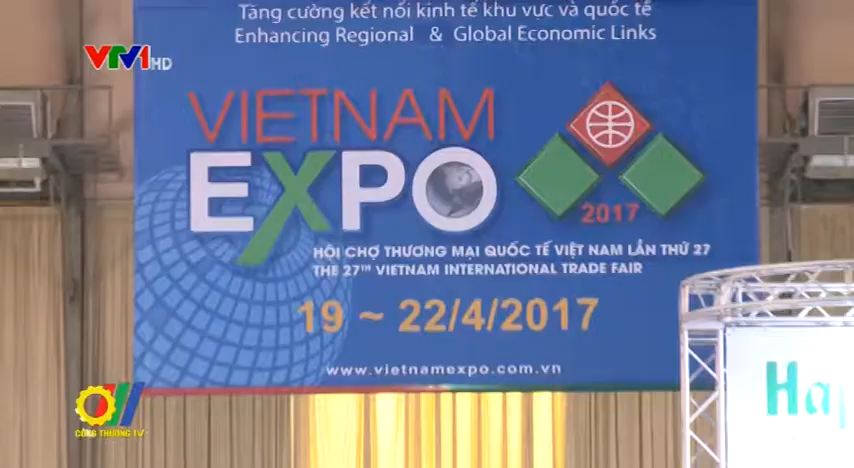 Tăng cường kết nối kinh tế khu vực và quốc tế
Enhancing Regional & Global Economic Links
VTV1 HD
VIETNAM
EXPO
2017
HỘI CHỢ THƯƠNG MẠI QUỐC TẾ VIỆT NAM LẦN THỨ 27
THE 27TH VIETNAM INTERNATIONAL TRADE FAIR
19 ~ 22/4/2017
www.vietnamexpo.com.vn
CÔNG THƯƠNG TV